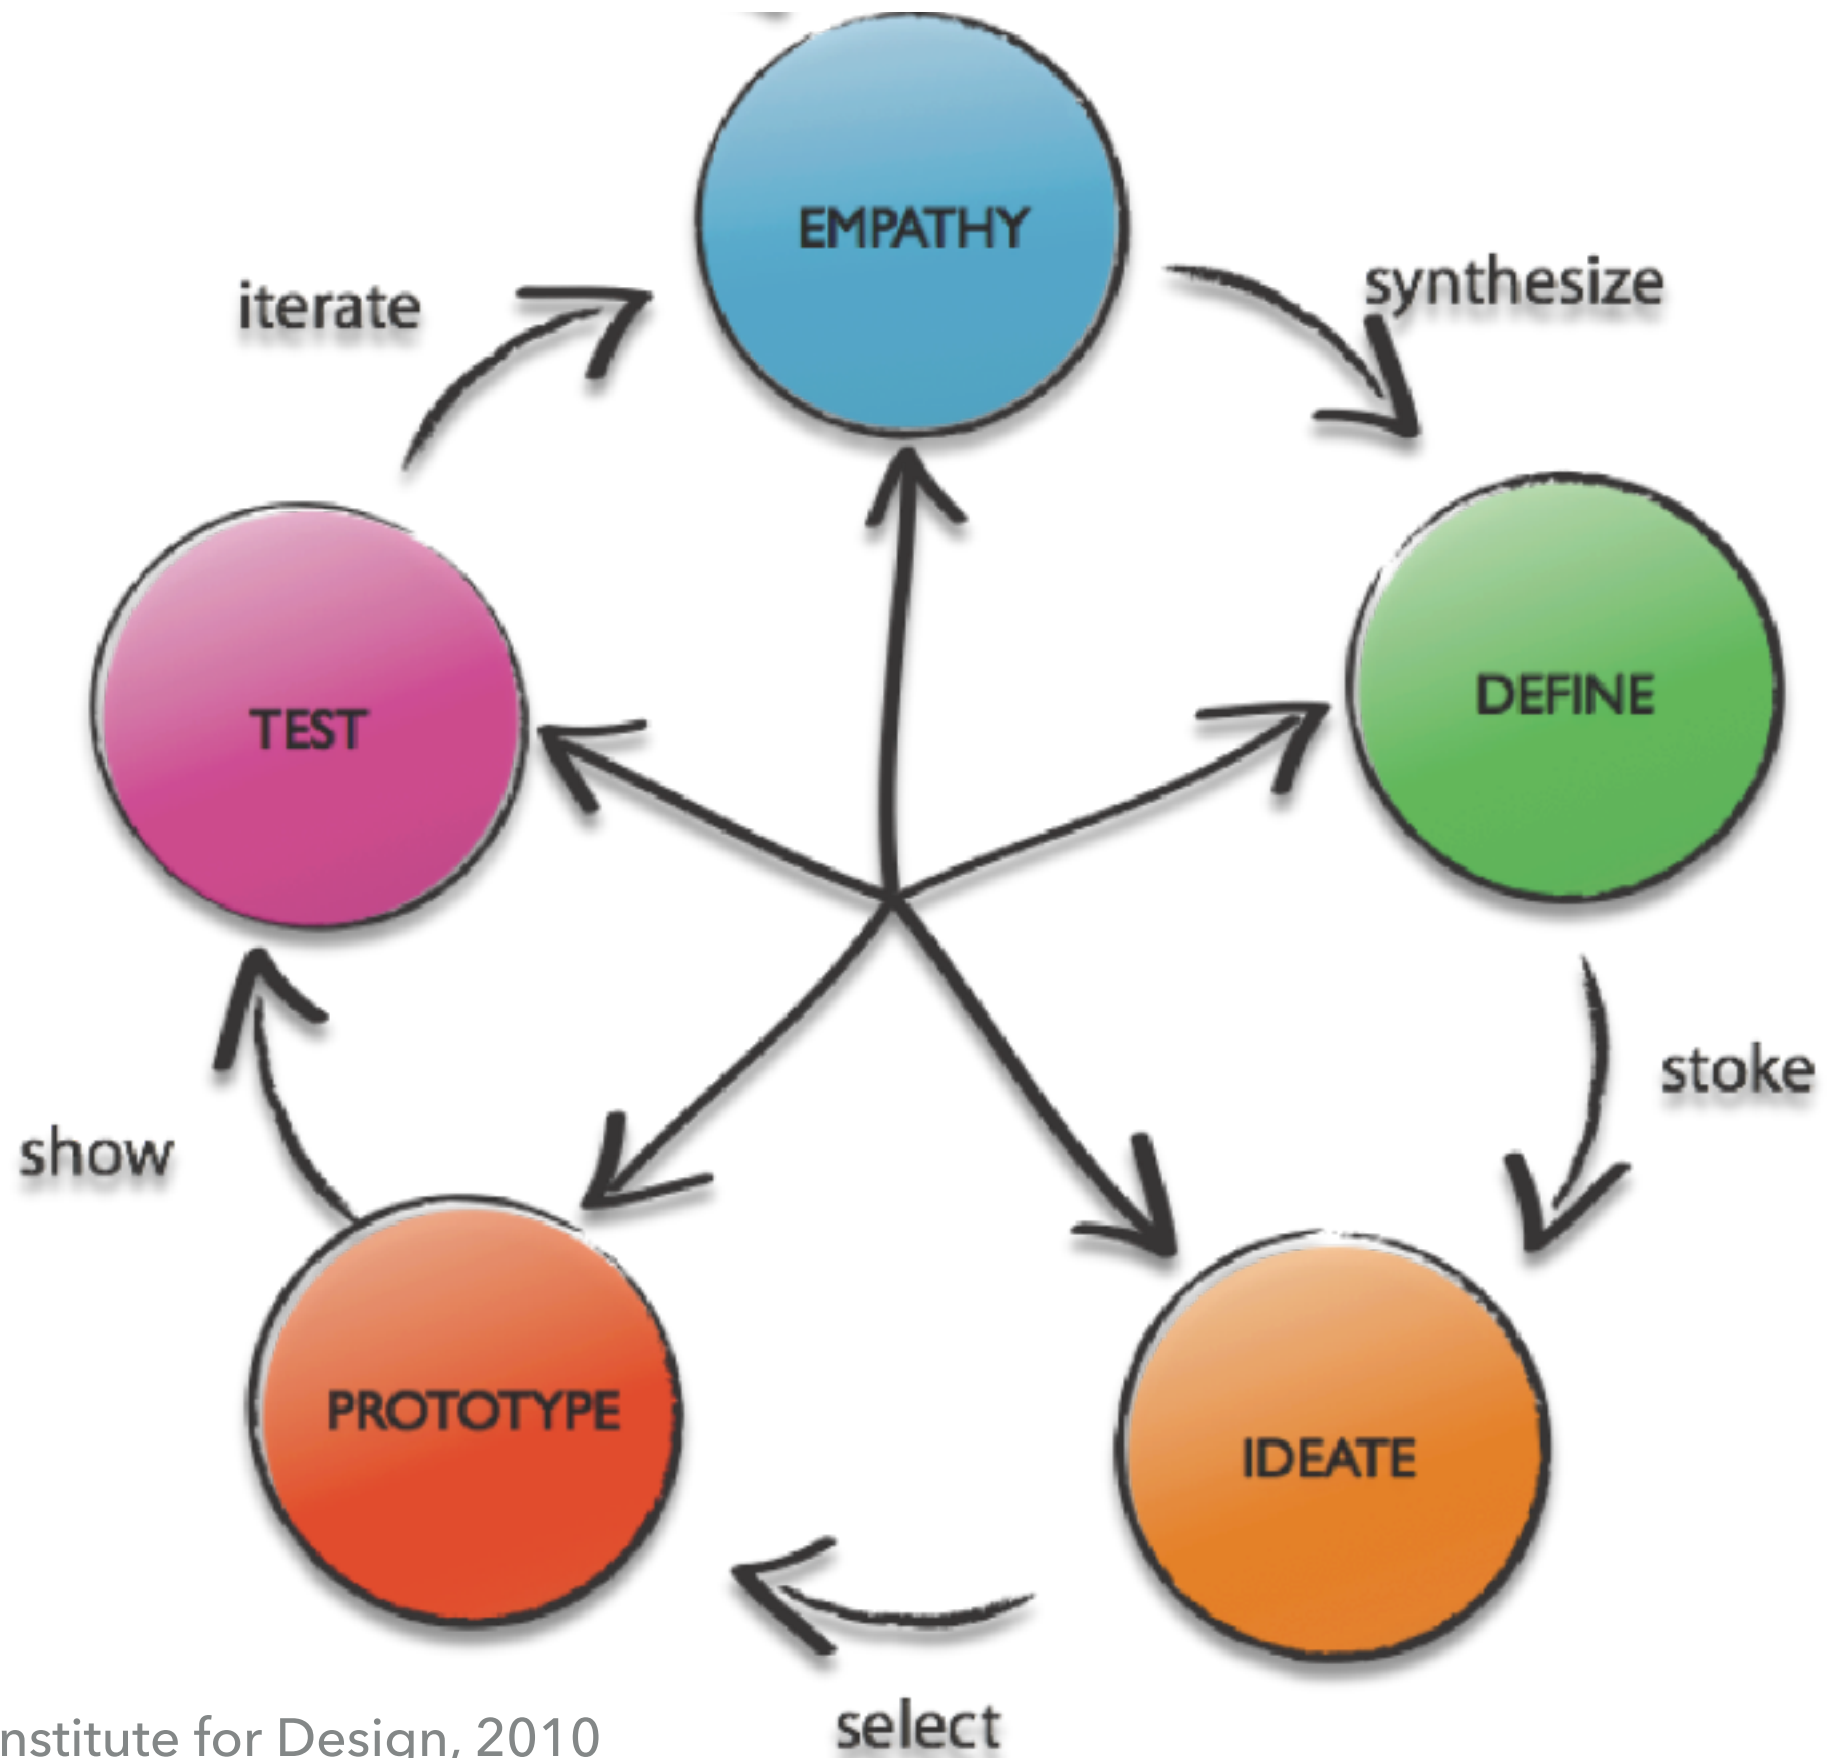 EMPATHY
synthesize
DEFINE
stoke
IDEATE
select
PROTOTYPE
show
TEST
iterate
nstitute for Design, 2010